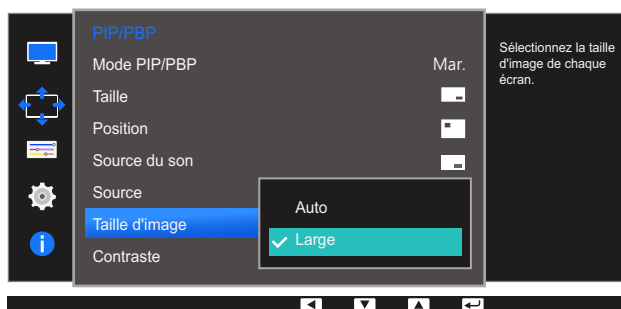 PIP/PBP
Mode PIP/PBP Mar.
Taille
Position
Source du son
Source
Taille d'image
Contraste
Auto
Large
Sélectionnez la taille
d'image de chaque
écran.